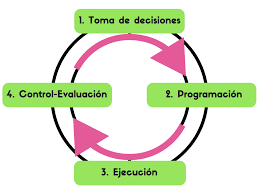 1. Toma de decisiones
2. Programación
3. Ejecución
4. Control-Evaluación